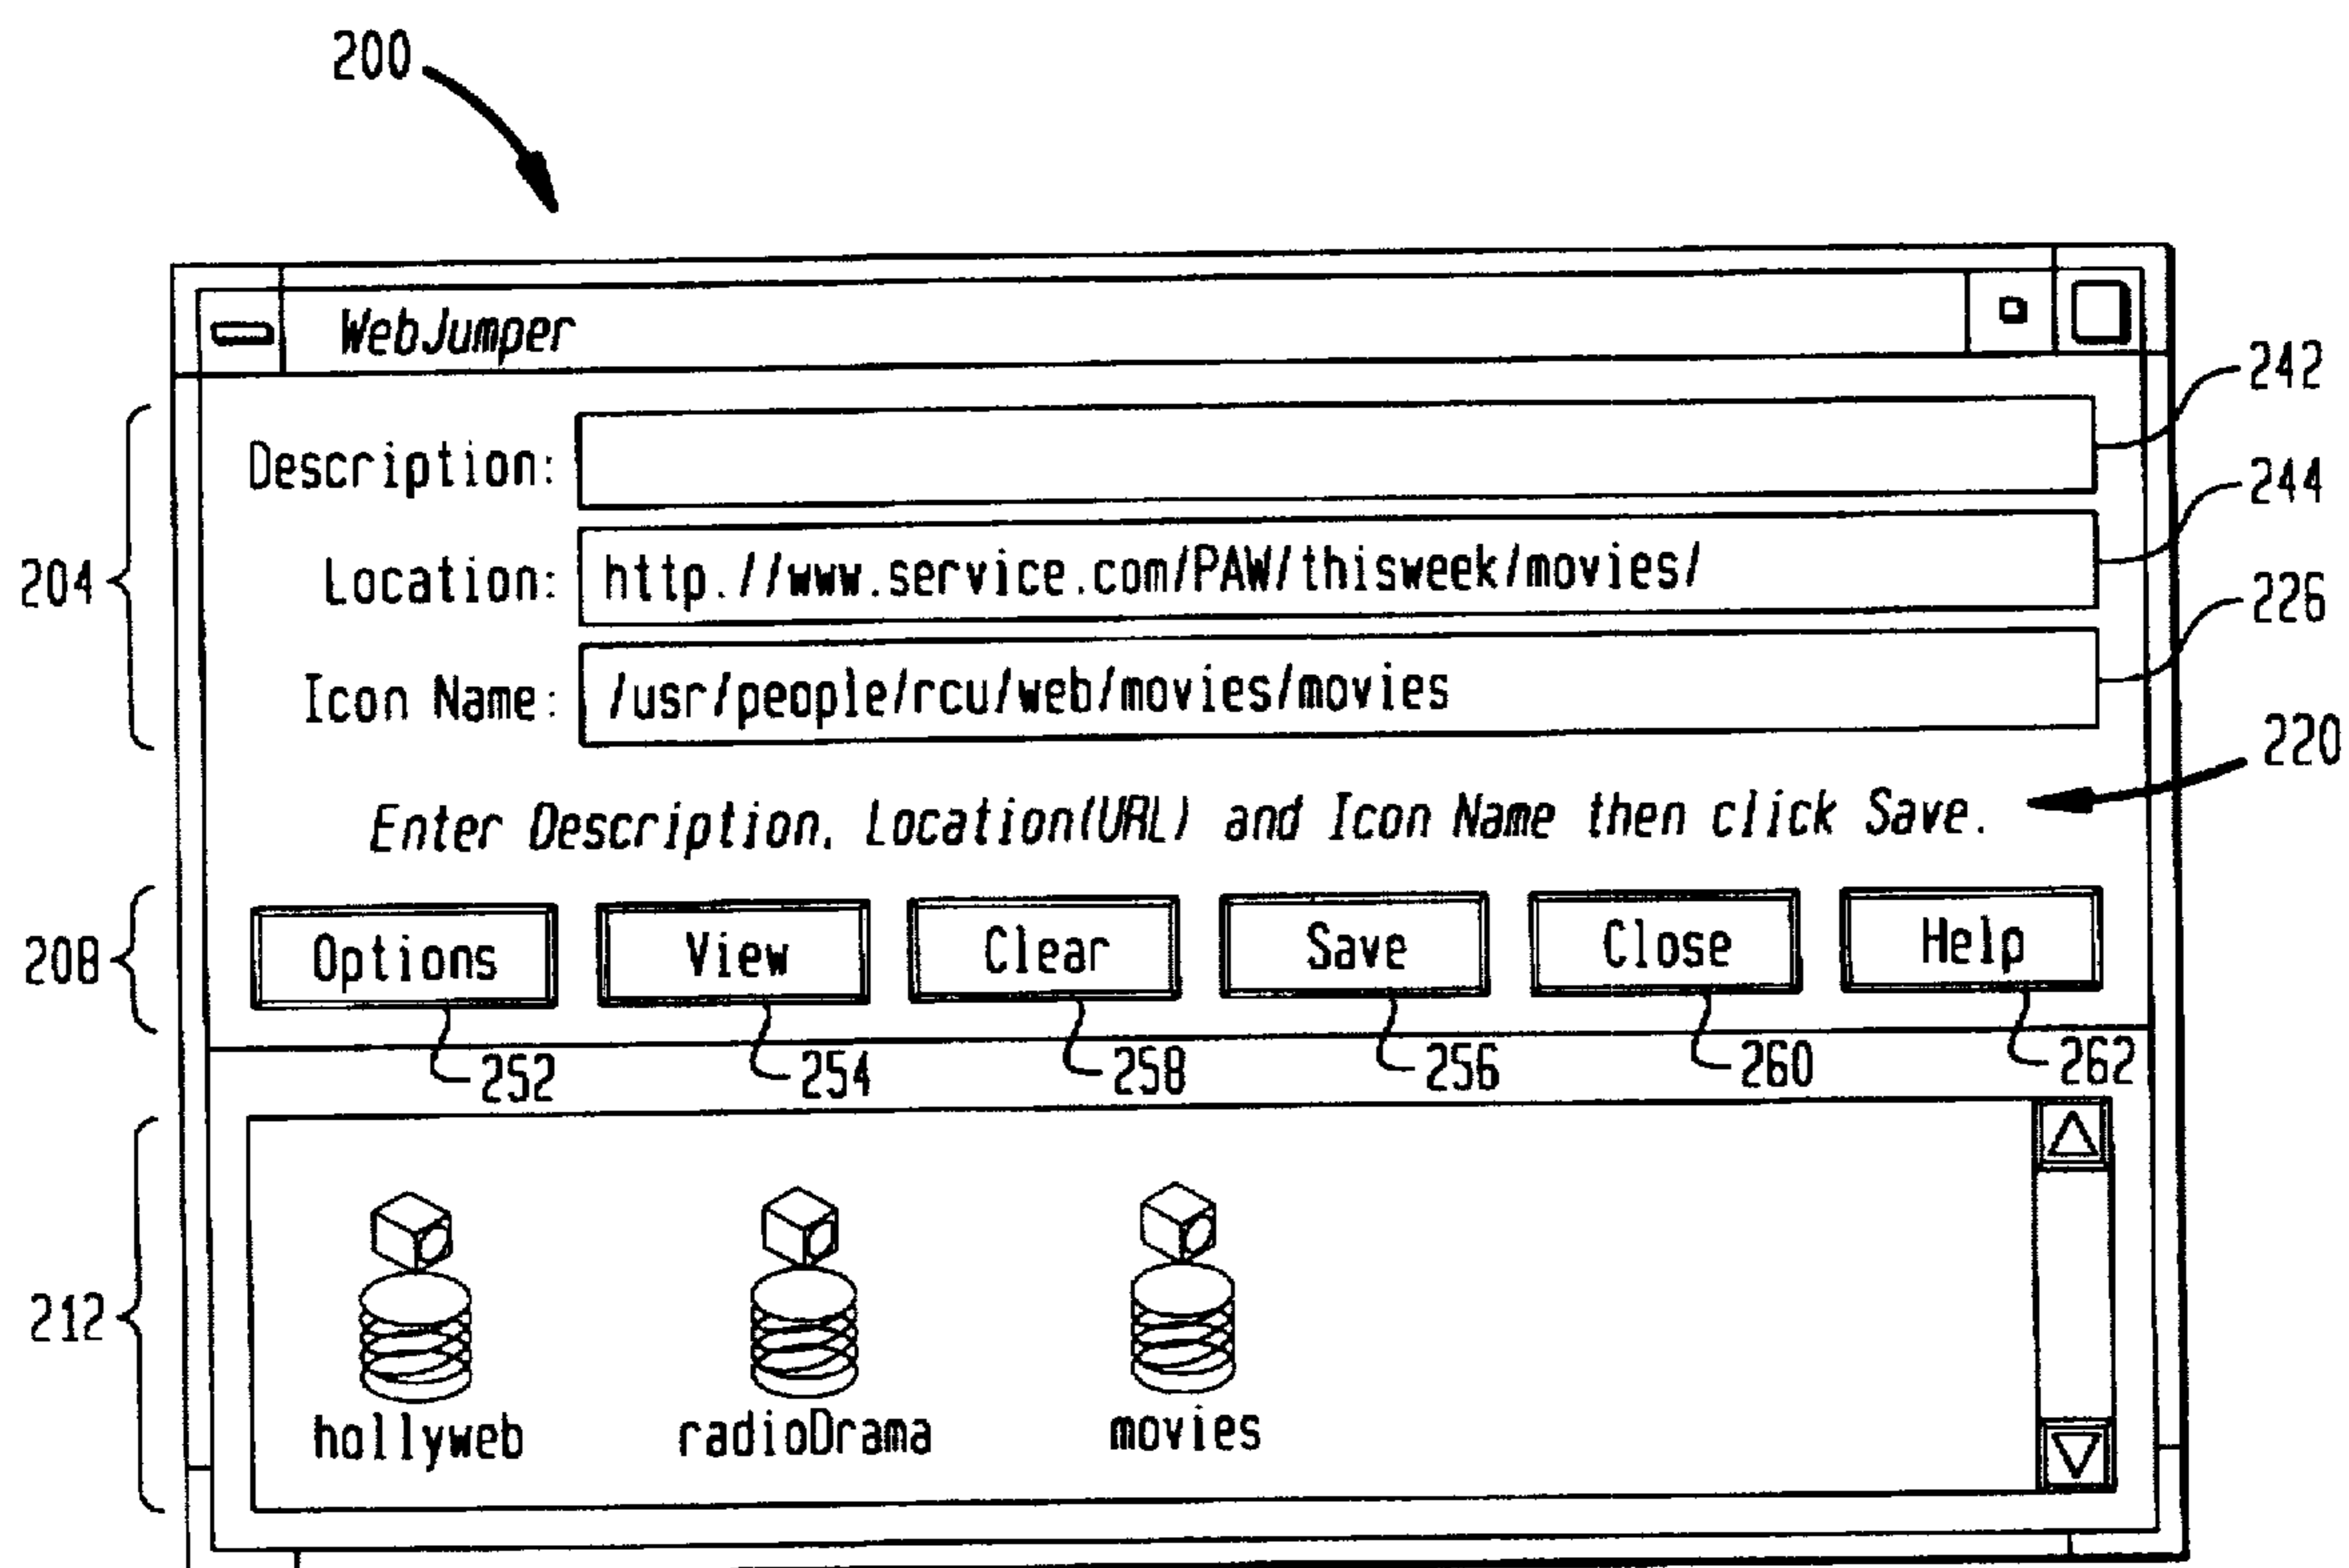 200
WebJumper
242
Description:
244
204
Location: http.//www.service.com/PAW/thisweek/movies/
226
Icon Name: /usr/people/rcu/web/movies/movies
220
Enter Description, Location(URL) and Icon Name then click Save.
208
Options View Clear Save Close Help
252 254 258 256 260 262
212
hollyweb radioDrama movies